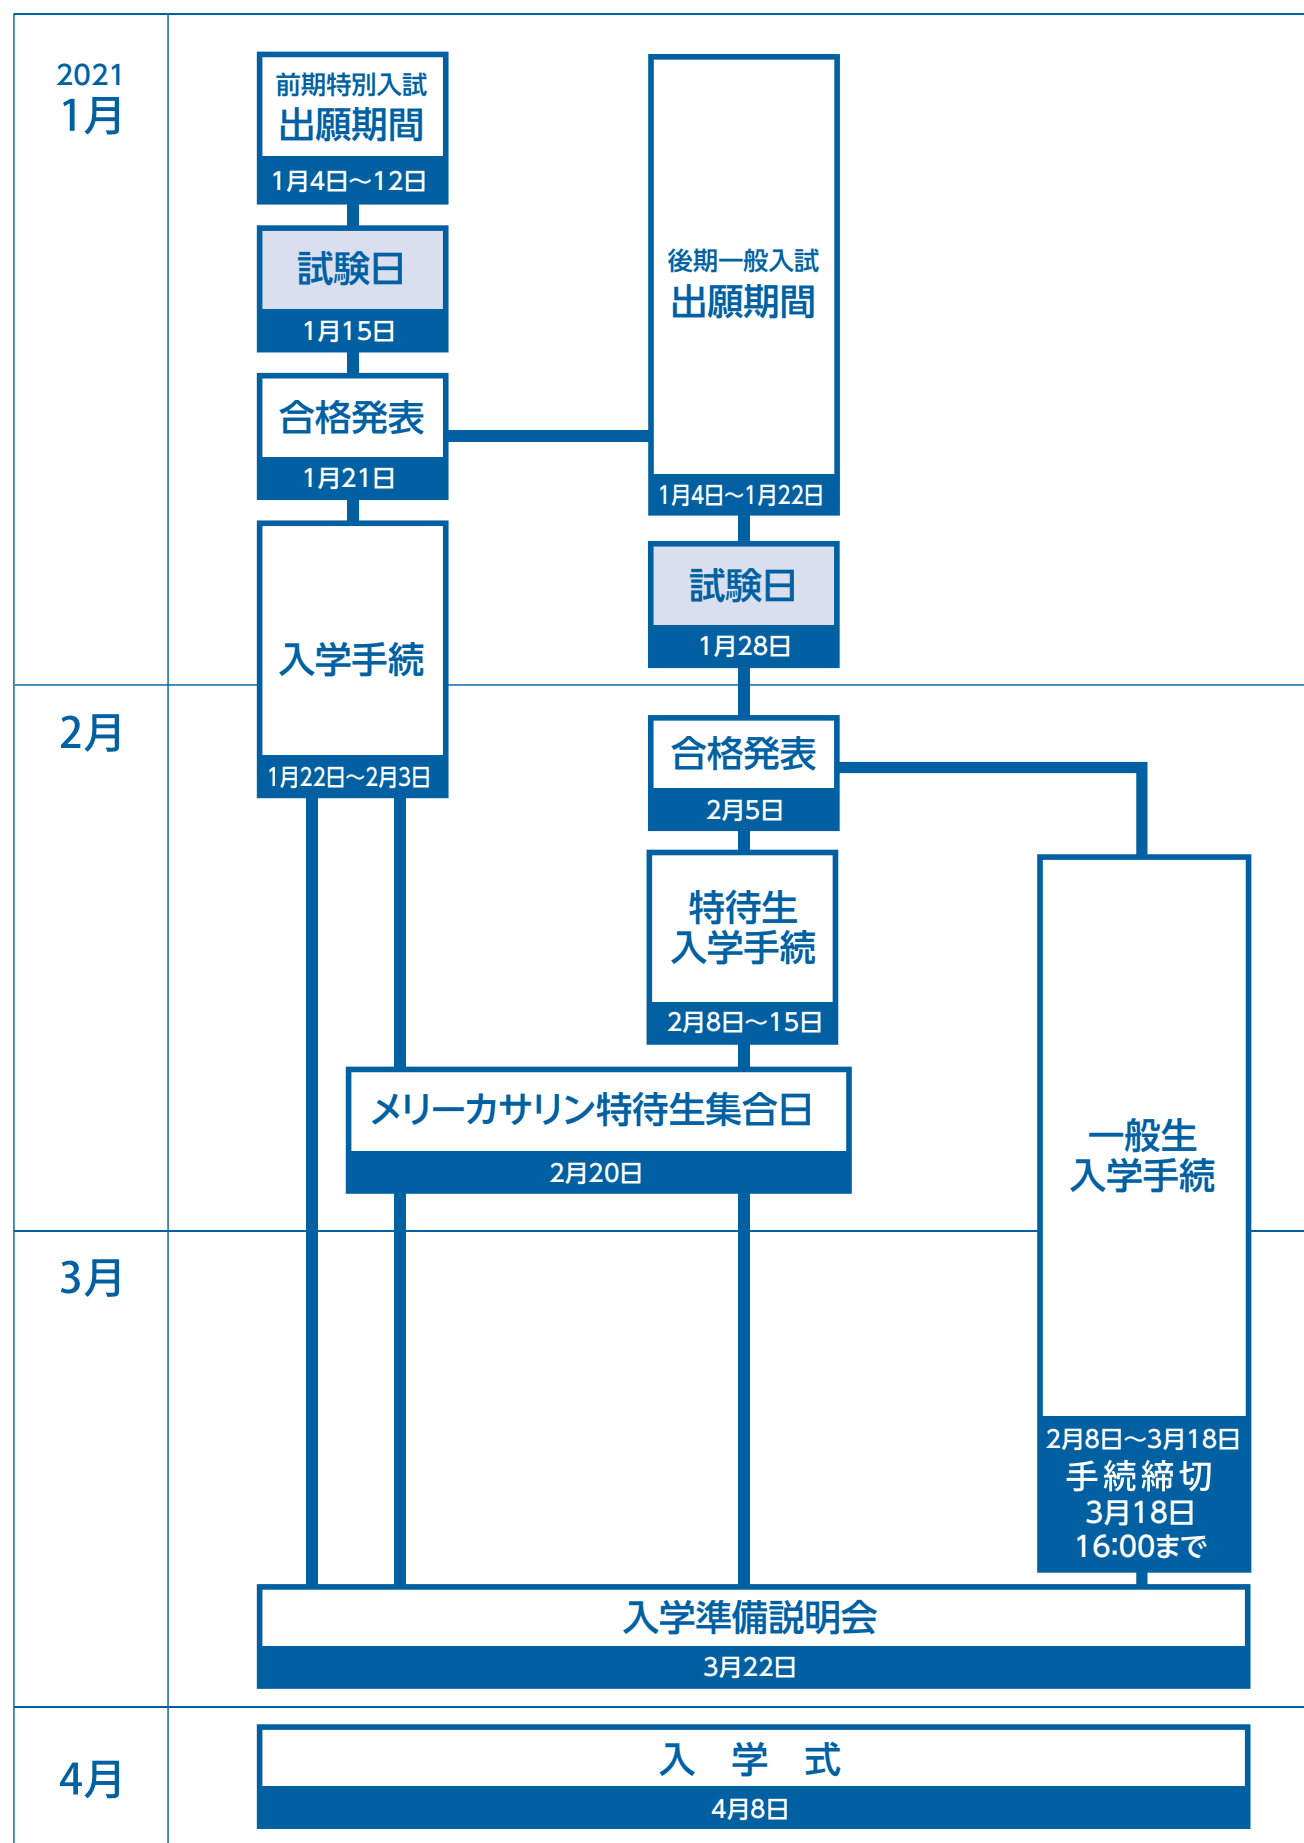 2021
1月
前期特別入試
出願期間
1月4日〜12日
試験日
1月15日
合格発表
1月21日
入学手続
1月22日〜2月3日
後期一般入試
出願期間
1月4日〜1月22日
試験日
1月28日
2月
合格発表
2月5日
特待生
入学手続
2月8日〜15日
メリーカサリン特待生集合日
2月20日
一般生
入学手続
2月8日〜3月18日
手続締切
3月18日
16:00まで
3月
入学準備説明会
3月22日
4月
入 学 式
4月8日